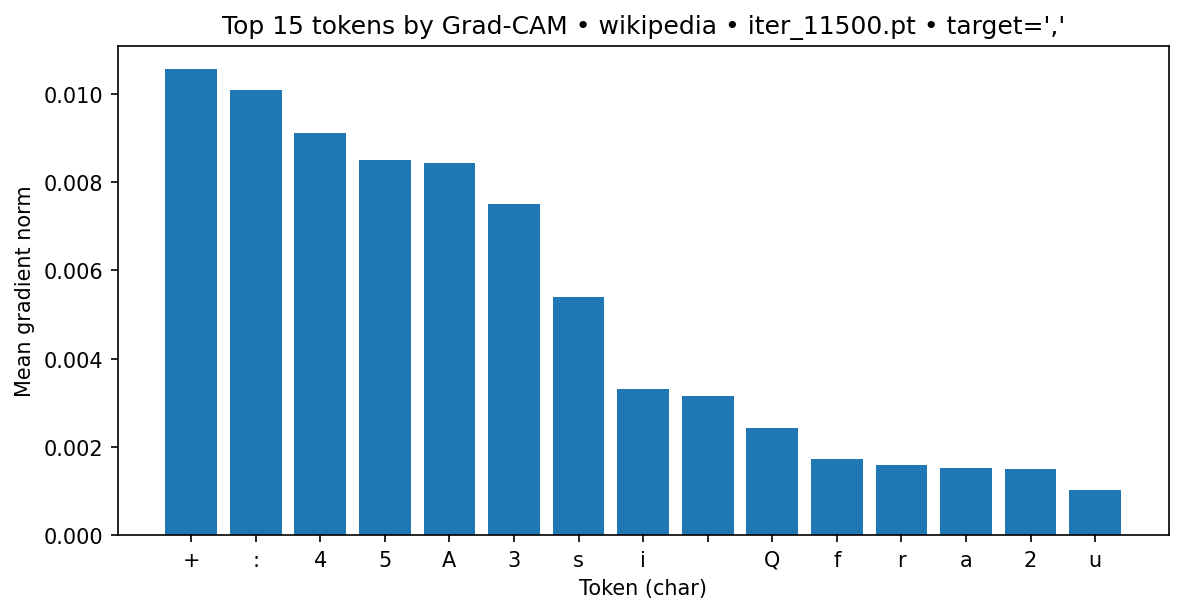 Top 15 tokens by Grad-CAM • wikipedia • iter_11500.pt • target=','
Mean gradient norm
0.010
0.008
0.006
0.004
0.002
0.000
+ : 4 5 A 3 s i Q f r a 2 u
Token (char)